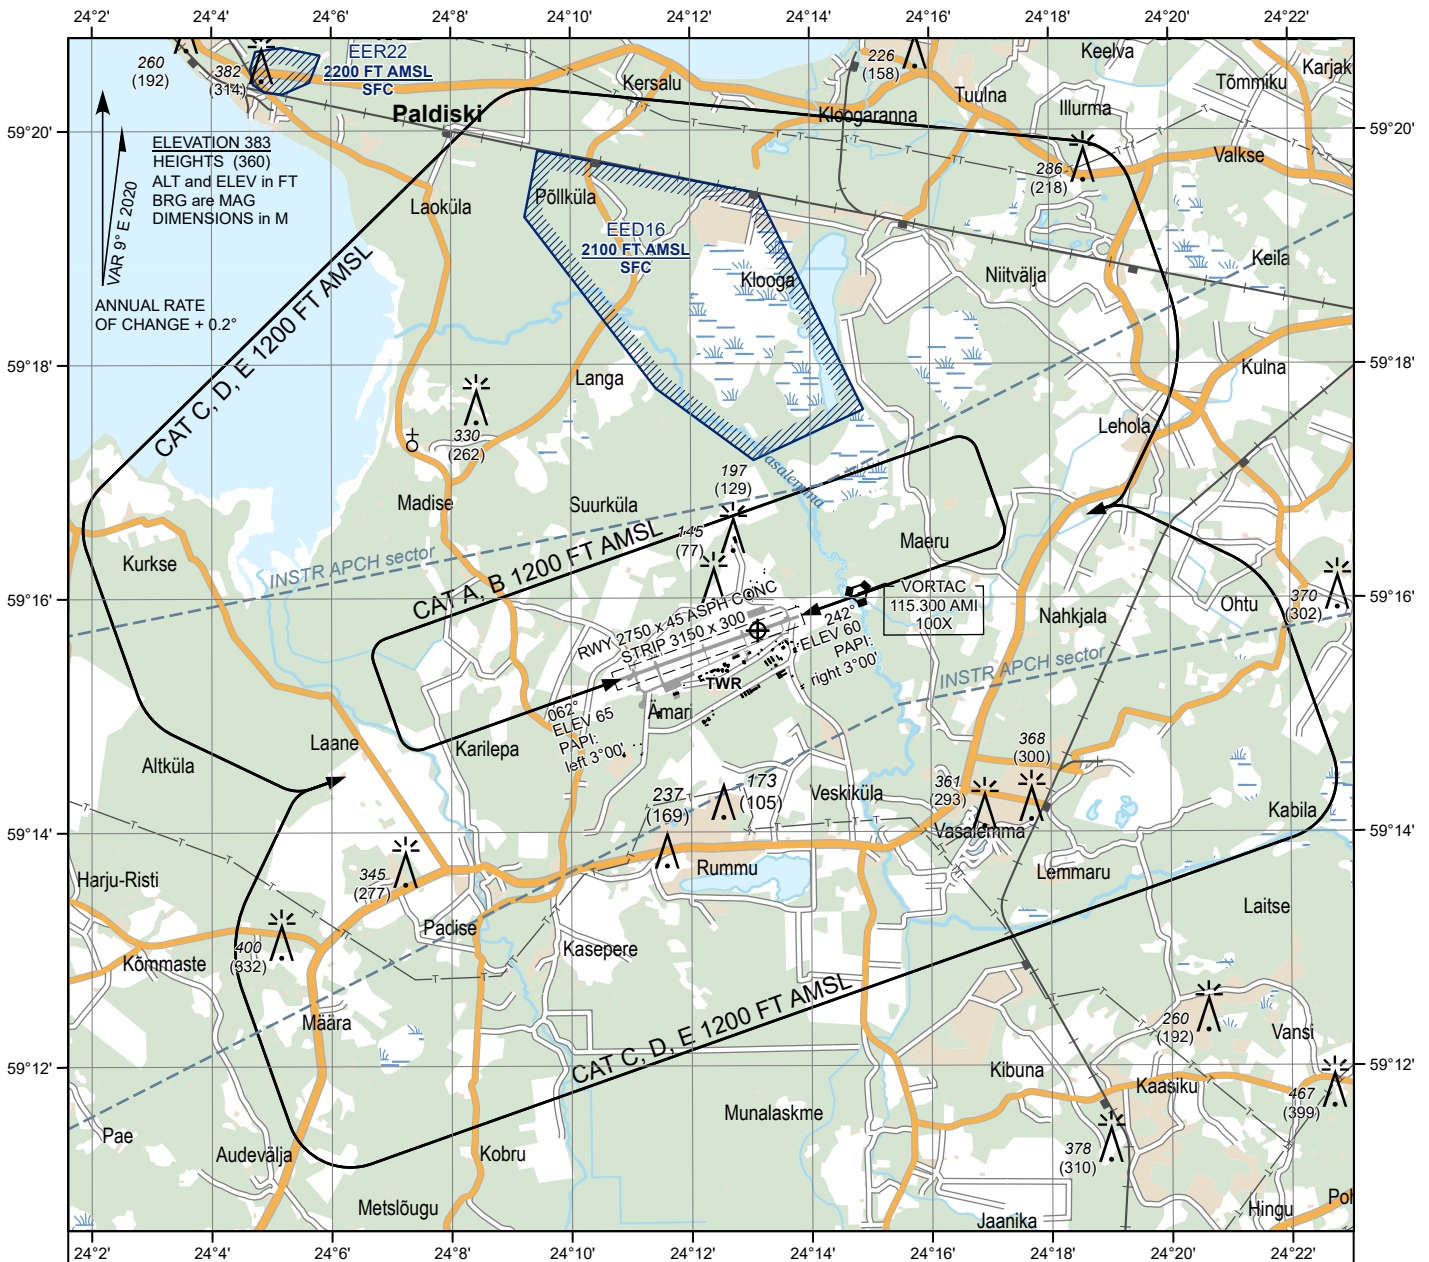 24°2'
24°4'
24°6'
24°8'
24°10'
24°12'
24°14'
24°16'
24°18'
24°20'
24°22'
260
(192)
382
(314)
EER22
2200 FT AMSL
SFC
Kersalu
226
(158)
Keelva
Karjak
Tõmmiku
Tuulna
Illurma
Paldiski
Kloogaranna
59°20'
59°20'
ELEVATION 383
HEIGHTS (360)
ALT and ELEV in FT
BRG are MAG
DIMENSIONS in M
VAR 9° E 2020
ANNUAL RATE
OF CHANGE + 0.2°
Valkse
286
(218)
Põllküla
Laoküla
EED16
2100 FT AMSL
SFC
Klooga
Niitvälja
Keila
CAT C, D, E 1200 FT AMSL
59°18'
59°18'
Langa
Kulna
330
(262)
Lehola
197
(129)
Vasalemma
Madise
Suurküla
145
(77)
Maeru
Kurkse
INSTR APCH sector
CAT A, B 1200 FT AMSL
59°16'
59°16'
VORTAC
115.300 AMI
100X
Nahkjala
Ohtu
370
(302)
RWY 2750 x 45 ASPH CONC
STRIP 3150 x 300
242°
ELEV 60
PAPI:
right 3°00'
INSTR APCH sector
TWR
Ämari
062°
ELEV 65
PAPI:
left 3°00'
Laane
Karilepa
Altküla
368
(300)
361
(293)
173
(105)
237
(169)
Veskiküla
Kabila
59°14'
59°14'
Vasalemma
Rummu
Lemmaru
345
(277)
Harju-Risti
Laitse
Padise
400
(332)
Kasepere
Kõmmaste
CAT C, D, E 1200 FT AMSL
Määra
260
(192)
Vansi
59°12'
59°12'
Kibuna
Kaasiku
467
(399)
Munalaskme
Pae
Audevälja
Kobru
378
(310)
Metslõugu
Jaanika
Hingu
Poh
24°2'
24°4'
24°6'
24°8'
24°10'
24°12'
24°14'
24°16'
24°18'
24°20'
24°22'